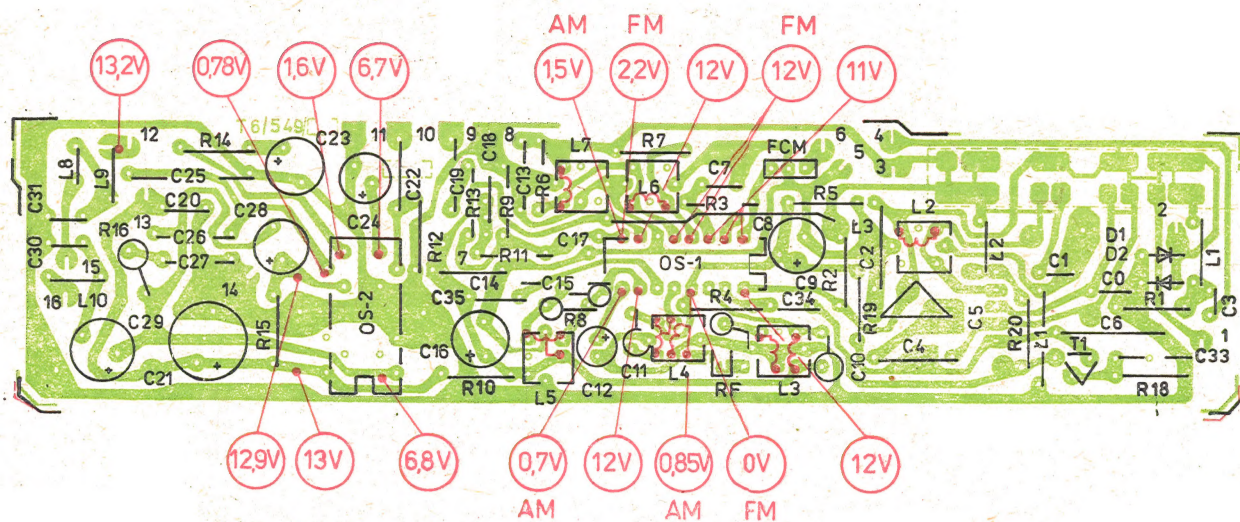 AM FM FM
13,2V 0,78V 1,6V 6,7V 1,5V 2,2V 12V 12V 11V
T6/549
12 R14 C23 11 10 9 C18 8 L7 R7 FCM 6 5 4 3
L8 L9 C25 C22 C19 R13 C13 R6 L6 C7 R5
C31 C20 C28 C24 R9 R3 C8 L3 L2 2
R16 13 C26 R12 C17 D1
C30 C27 7 R11 OS-1 R2 C2 L2 C1 D2 L1
15 C14 C15 C9 C0
16 L10 14 OS-2 C35 R8 R4 C34 R19 C5 R20 R1 C3
C29 R15 C16 L1 C6 T1 1
C21 R10 L5 C12 C11 L4 RF L3 C10 C4 R18 C33
12,9V 13V 6,8V 0,7V 12V 0,85V 0V 12V
AM AM FM